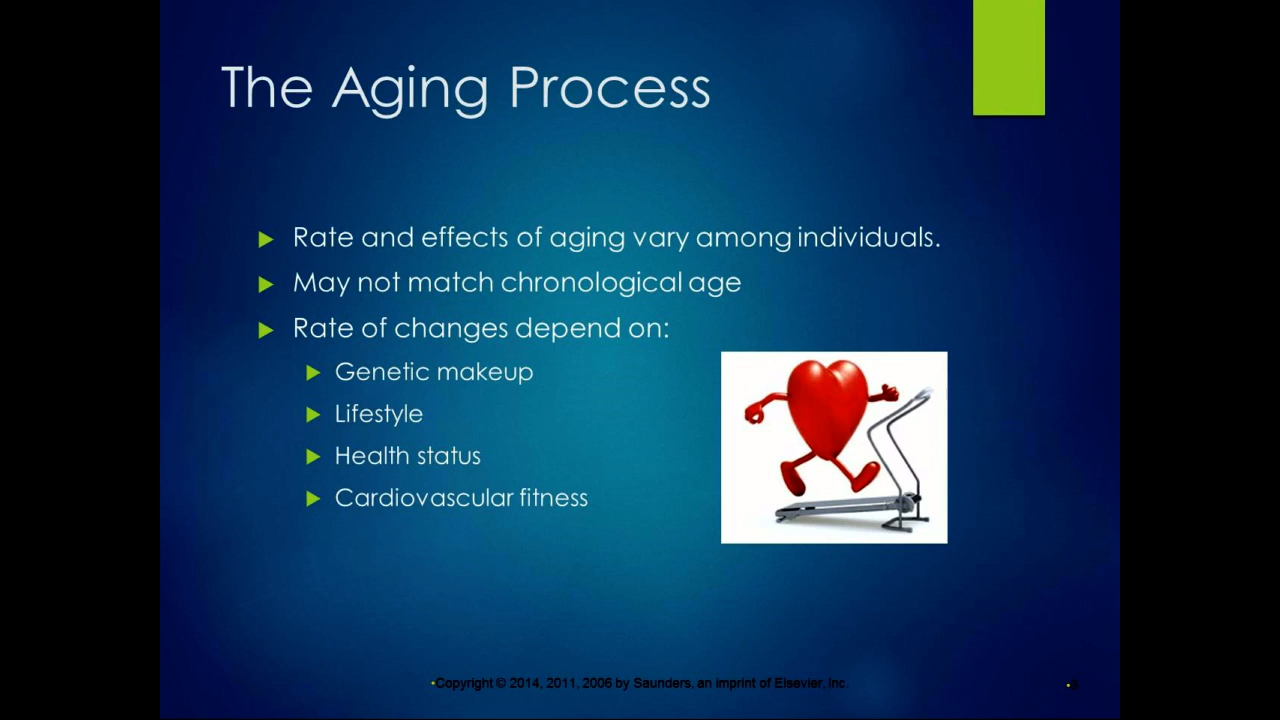 The Aging Process
Rate and effects of aging vary among individuals.
May not match chronological age
Rate of changes depend on:
Genetic makeup
Lifestyle
Health status
Cardiovascular fitness
Copyright © 2014, 2011, 2006 by Saunders, an imprint of Elsevier, Inc.